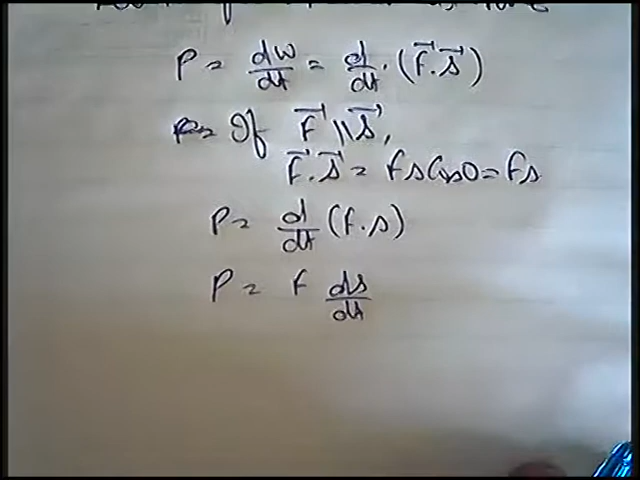 P = dw/dt = d/dt · (F⃗.s⃗)
P= If F⃗ || s⃗,
F⃗.s⃗ = Fs Cos0 = Fs
P = d/dt (F.s)
P = F ds/dt